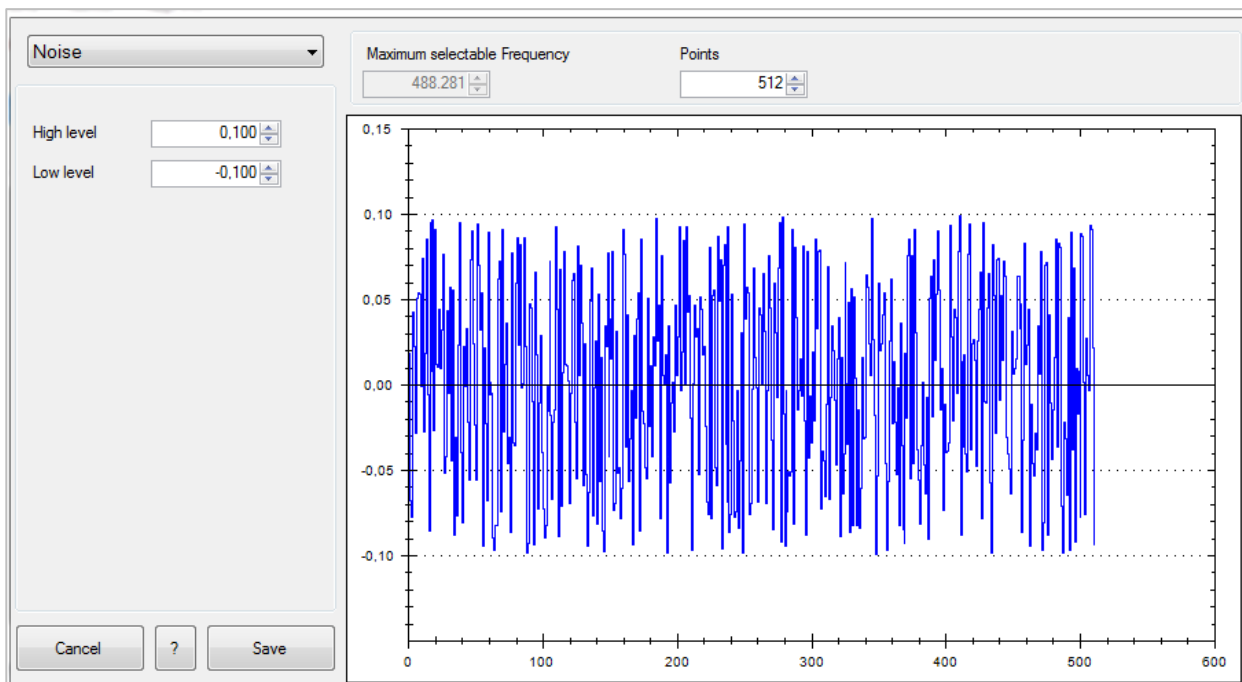 Noise
Maximum selectable Frequency
Points
488.281
512
High level
0,100
Low level
-0,100
0,15
0,10
0,05
0,00
-0,05
-0,10
0
100
200
300
400
500
600
Cancel
?
Save